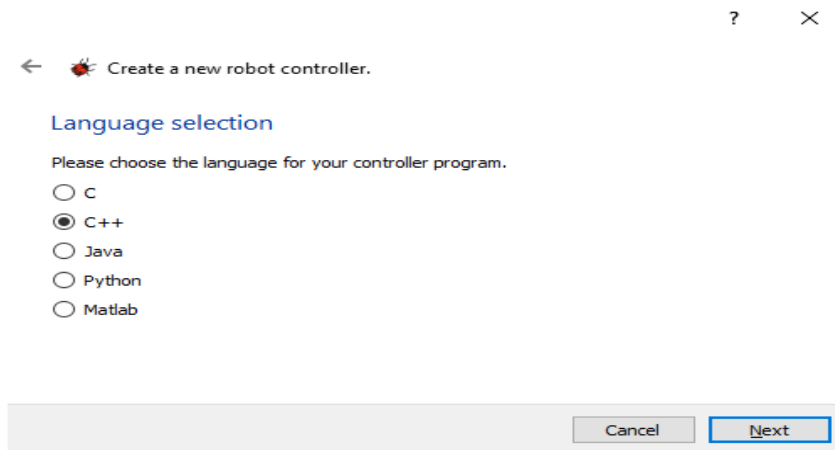 ?
Create a new robot controller.
Language selection
Please choose the language for your controller program.
C
C++
Java
Python
Matlab
Cancel Next